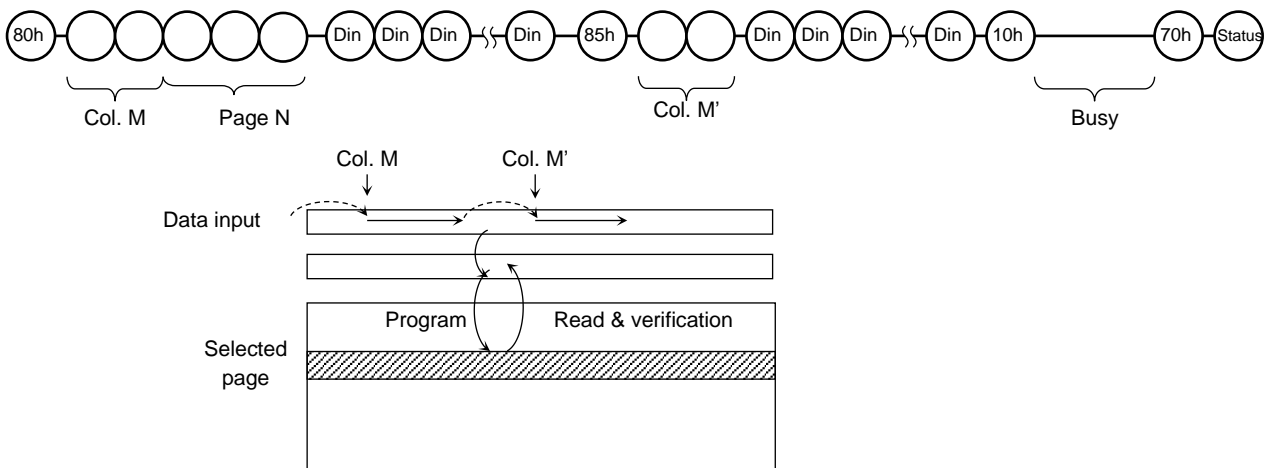 80h Din Din Din Din 85h Din Din Din Din 10h 70h Status
Col. M Page N Col. M’ Busy
Col. M Col. M’
Data input
Program Read & verification
Selected
page